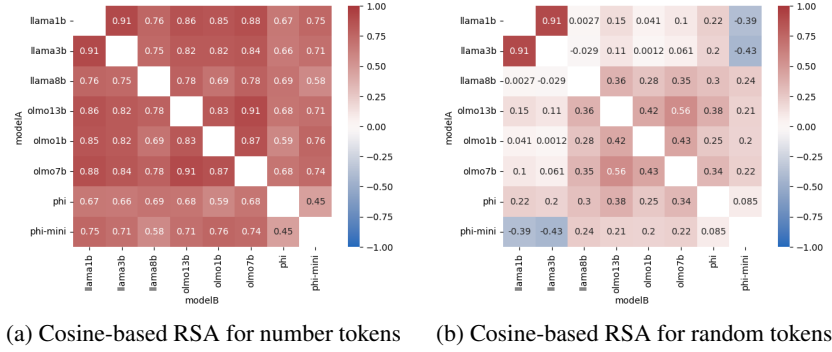 llama1b 0.91 0.76 0.86 0.85 0.88 0.67 0.75
llama3b 0.91 0.75 0.82 0.82 0.84 0.66 0.71
llama8b 0.76 0.75 0.78 0.69 0.78 0.69 0.58
olmo13b 0.86 0.82 0.78 0.83 0.91 0.68 0.71
olmo1b 0.85 0.82 0.69 0.83 0.87 0.59 0.76
olmo7b 0.88 0.84 0.78 0.91 0.87 0.68 0.74
phi 0.67 0.66 0.69 0.68 0.59 0.68 0.45
phi-mini 0.75 0.71 0.58 0.71 0.76 0.74 0.45
modelA
llama1b llama3b llama8b olmo13b olmo1b olmo7b phi phi-mini
modelB
1.00
0.75
0.50
0.25
0.00
−0.25
−0.50
−0.75
−1.00
(a) Cosine-based RSA for number tokens
llama1b 0.91 0.0027 0.15 0.041 0.1 0.22 -0.39
llama3b 0.91 -0.029 0.11 0.0012 0.061 0.2 -0.43
llama8b 0.0027 -0.029 0.36 0.28 0.35 0.3 0.24
olmo13b 0.15 0.11 0.36 0.42 0.56 0.38 0.21
olmo1b 0.041 0.0012 0.28 0.42 0.43 0.25 0.2
olmo7b 0.1 0.061 0.35 0.56 0.43 0.34 0.22
phi 0.22 0.2 0.3 0.38 0.25 0.34 0.085
phi-mini -0.39 -0.43 0.24 0.21 0.2 0.22 0.085
modelA
llama1b llama3b llama8b olmo13b olmo1b olmo7b phi phi-mini
modelB
1.00
0.75
0.50
0.25
0.00
−0.25
−0.50
−0.75
−1.00
(b) Cosine-based RSA for random tokens